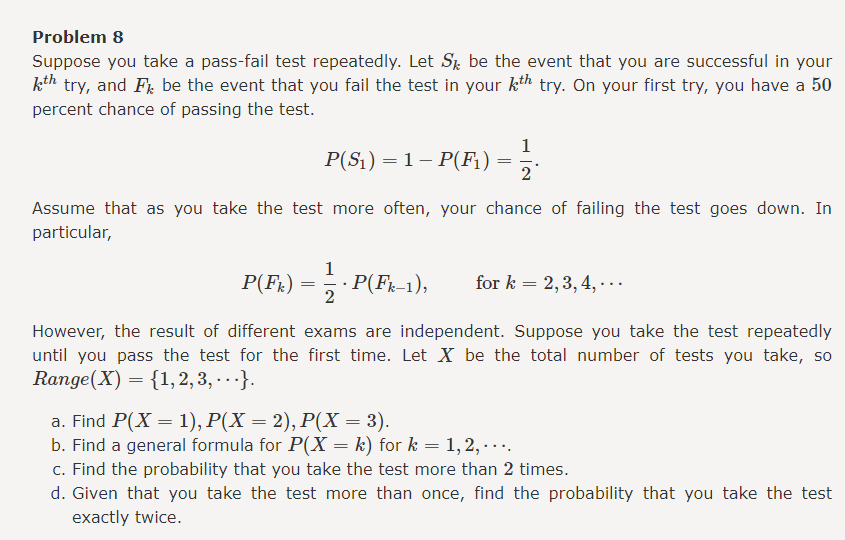 Problem 8
Suppose you take a pass-fail test repeatedly. Let $S_k$ be the event that you are successful in your
$k^{th}$ try, and $F_k$ be the event that you fail the test in your $k^{th}$ try. On your first try, you have a 50
percent chance of passing the test.
$P(S_1) = 1 - P(F_1) = \frac{1}{2}.$
Assume that as you take the test more often, your chance of failing the test goes down. In
particular,
$P(F_k) = \frac{1}{2} \cdot P(F_{k-1}), \quad \text{for } k = 2, 3, 4, \cdots$
However, the result of different exams are independent. Suppose you take the test repeatedly
until you pass the test for the first time. Let $X$ be the total number of tests you take, so
$Range(X) = \{1, 2, 3, \cdots\}.$
a. Find $P(X = 1), P(X = 2), P(X = 3).$
b. Find a general formula for $P(X = k)$ for $k = 1, 2, \cdots.$
c. Find the probability that you take the test more than 2 times.
d. Given that you take the test more than once, find the probability that you take the test
exactly twice.